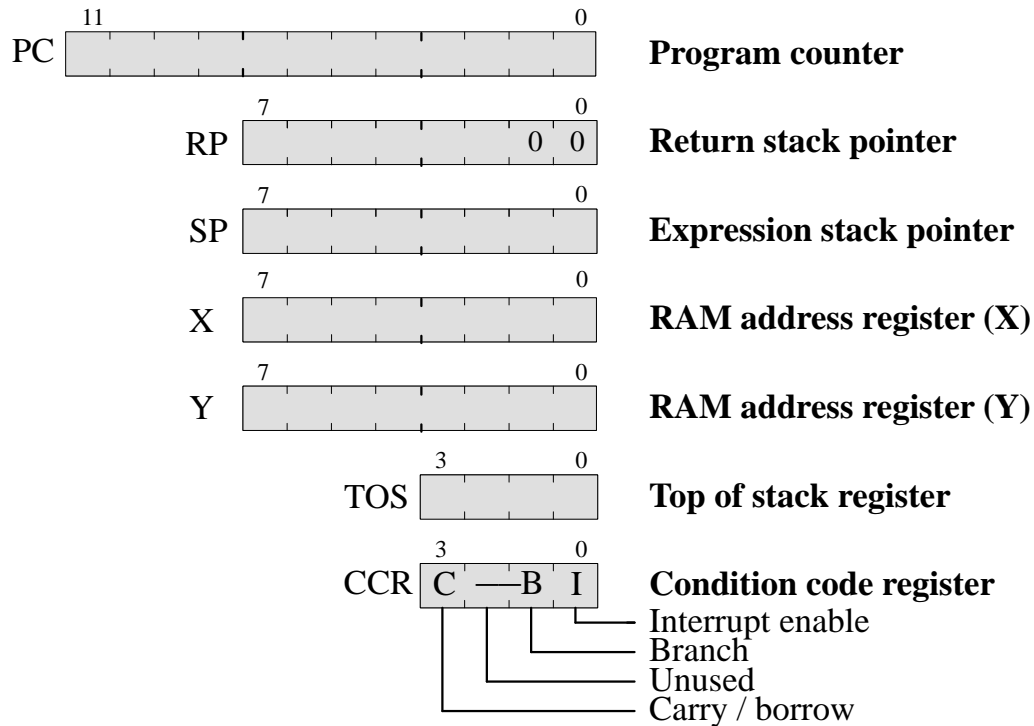 11 0
PC Program counter
7 0
RP 0 0 Return stack pointer
7 0
SP Expression stack pointer
7 0
X RAM address register (X)
7 0
Y RAM address register (Y)
3 0
TOS Top of stack register
3 0
CCR C –– B I Condition code register
Interrupt enable
Branch
Unused
Carry / borrow